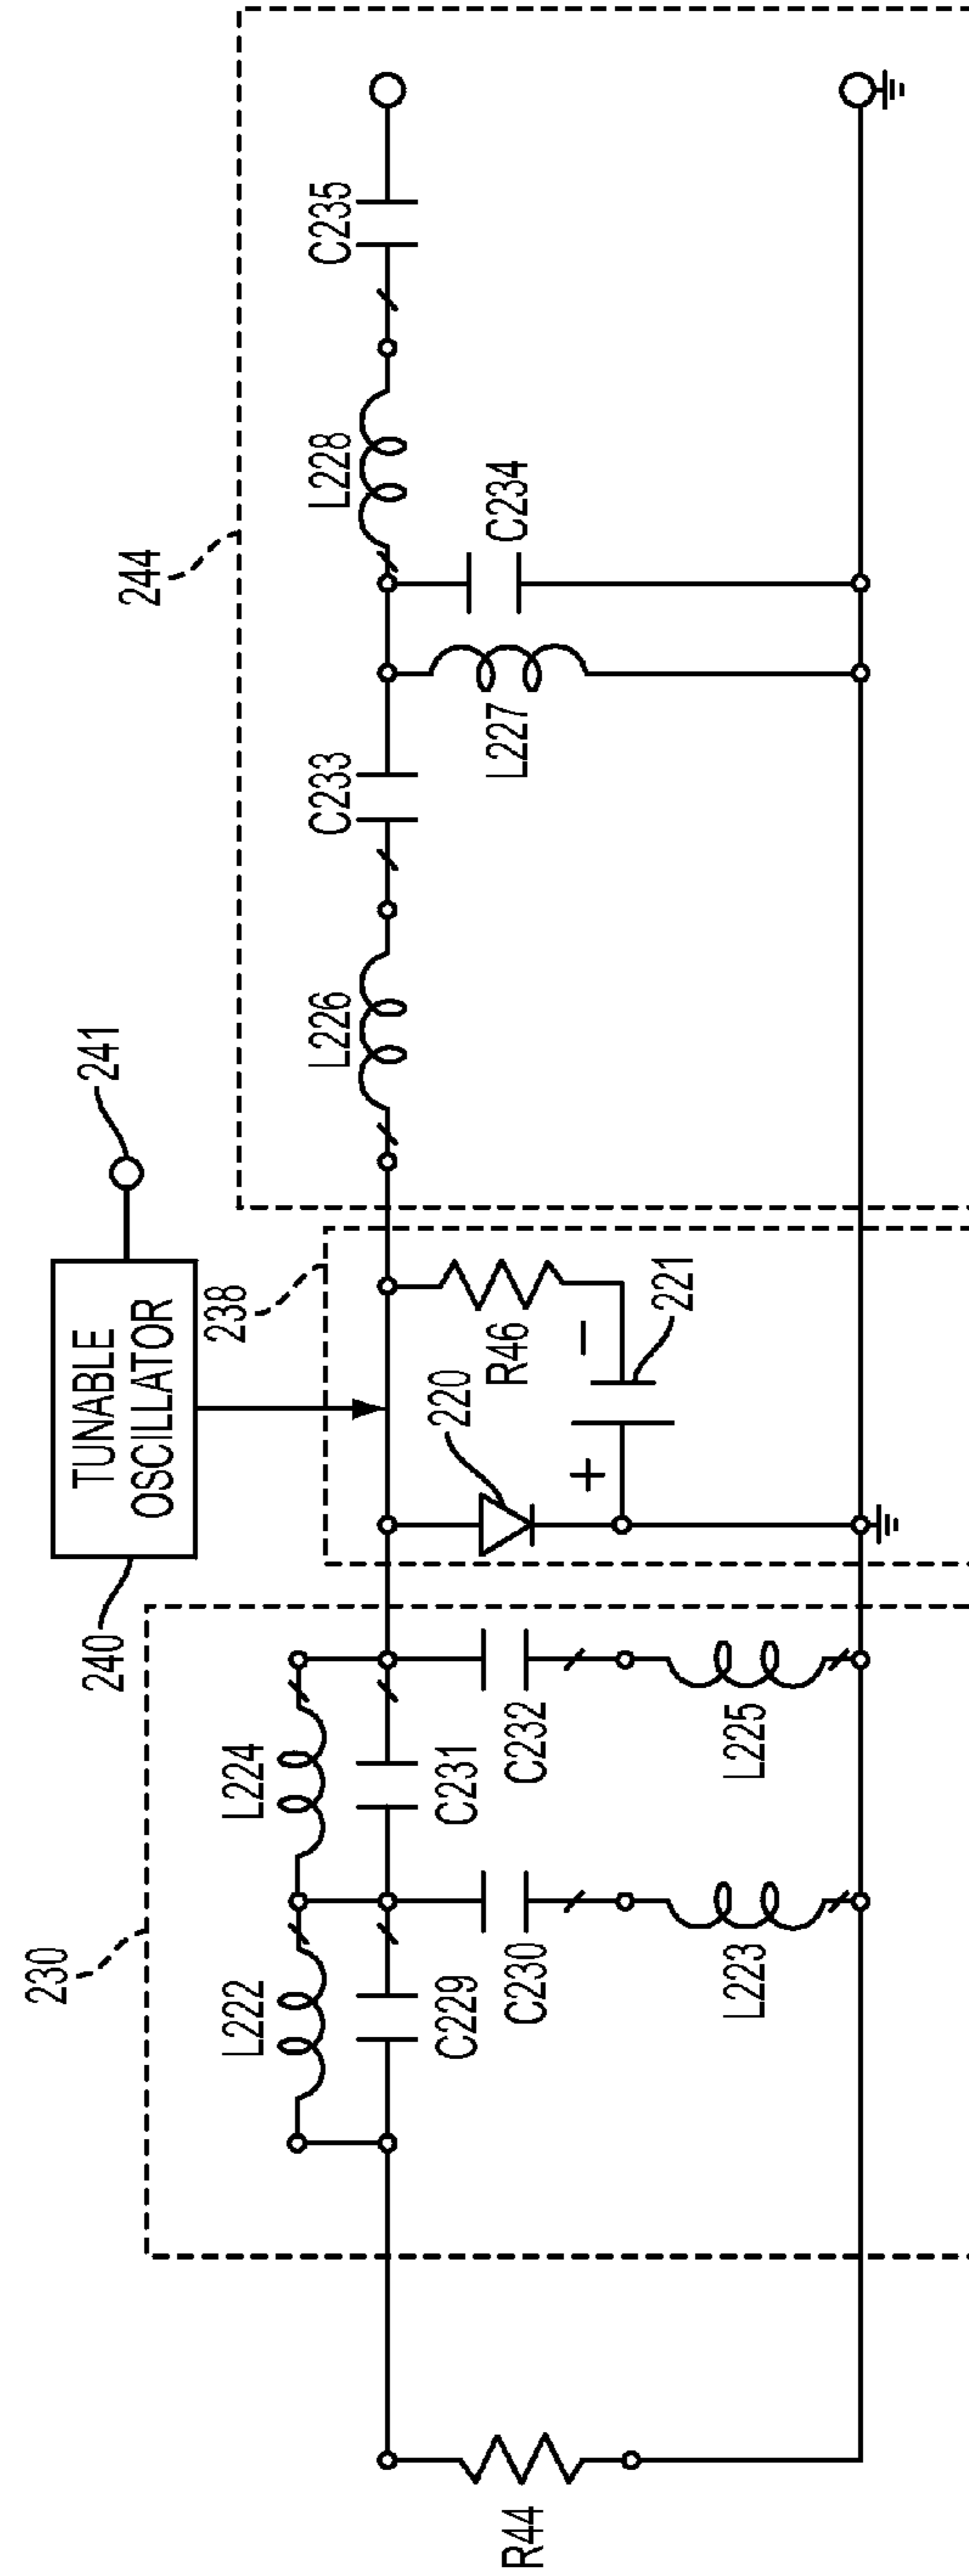 244
C235
L228
C234
C233
L227
L226
241
TUNABLE
OSCILLATOR
240
238
R46
−
221
220
+
230
L224
C231
C232
L225
L222
C229
C230
L223
R44